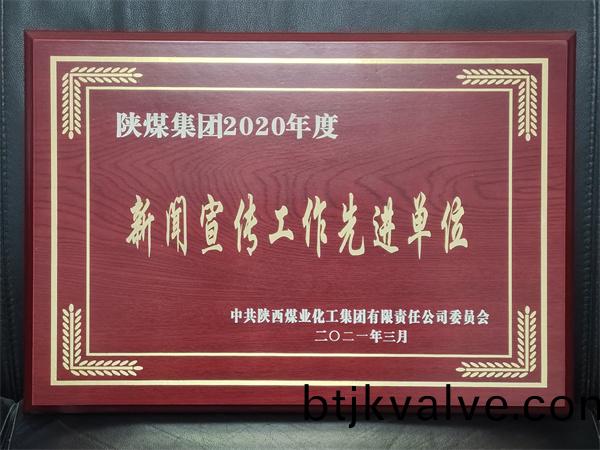 陕煤集团2020年度
新闻宣传工作先进单位
中共陕西煤业化工集团有限责任公司委员会
二〇二一年三月
btjkvalve.com